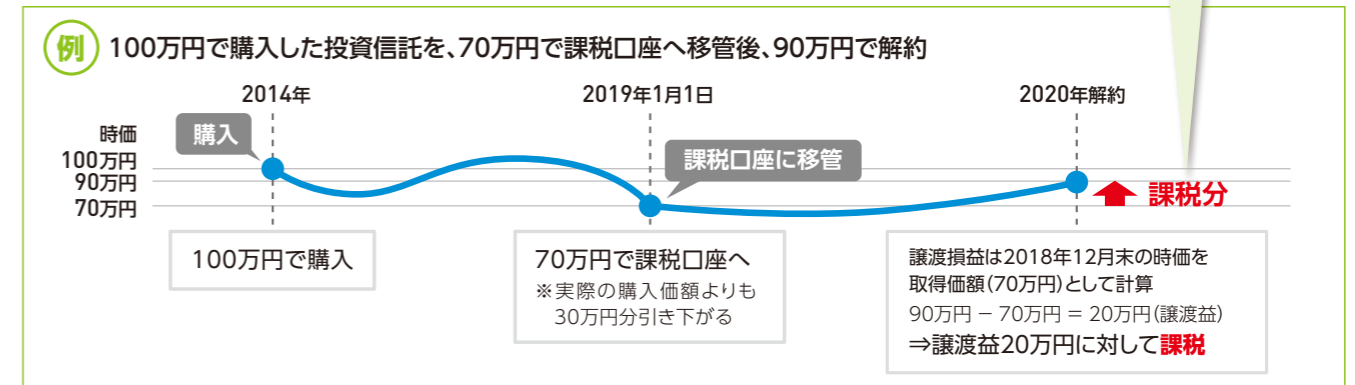 例 100万円で購入した投資信託を、70万円で課税口座へ移管後、90万円で解約
2014年
2019年1月1日
2020年解約
時価
100万円
90万円
70万円
購入
課税口座に移管
課税分
100万円で購入
70万円で課税口座へ
※実際の購入価額よりも
30万円分引き下がる
譲渡損益は2018年12月末の時価を
取得価額(70万円)として計算
90万円 − 70万円 = 20万円(譲渡益)
⇒譲渡益20万円に対して課税